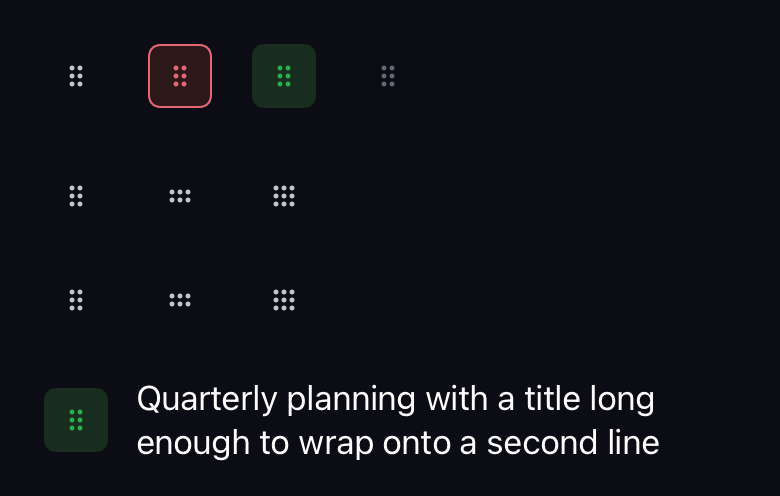 Quarterly planning with a title long
enough to wrap onto a second line